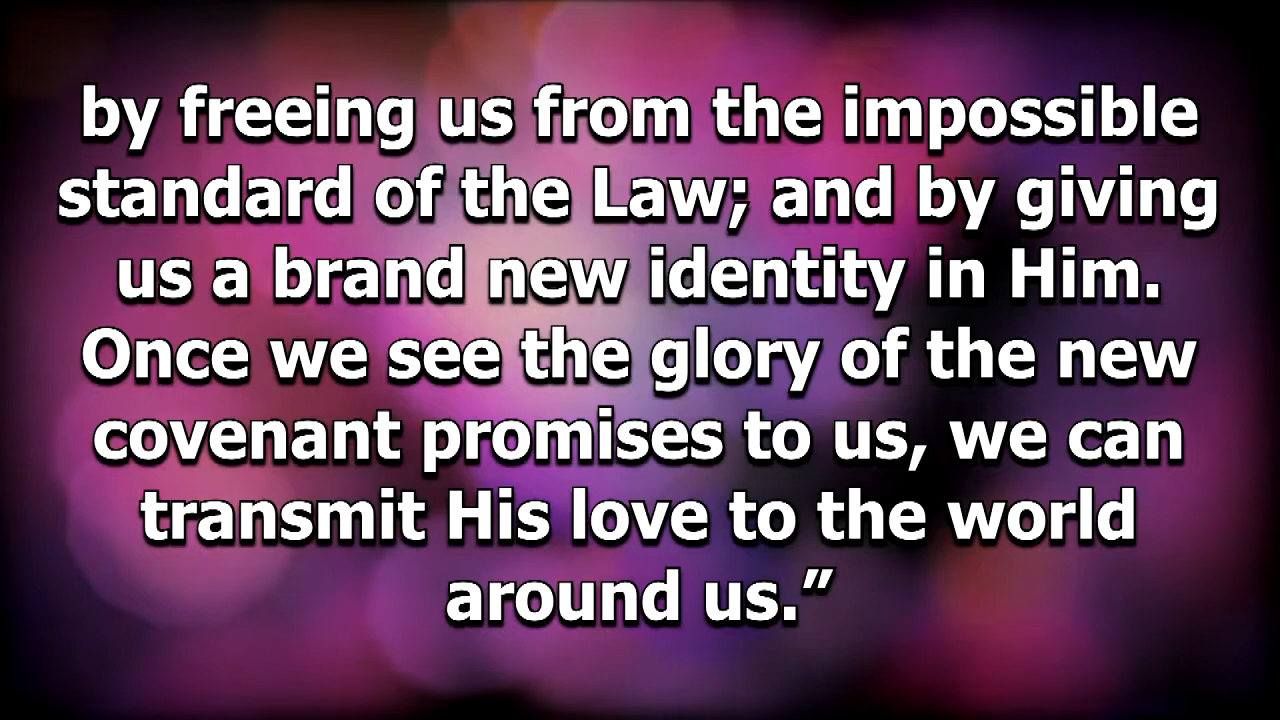 by freeing us from the impossible
standard of the Law; and by giving
us a brand new identity in Him.
Once we see the glory of the new
covenant promises to us, we can
transmit His love to the world
around us.”